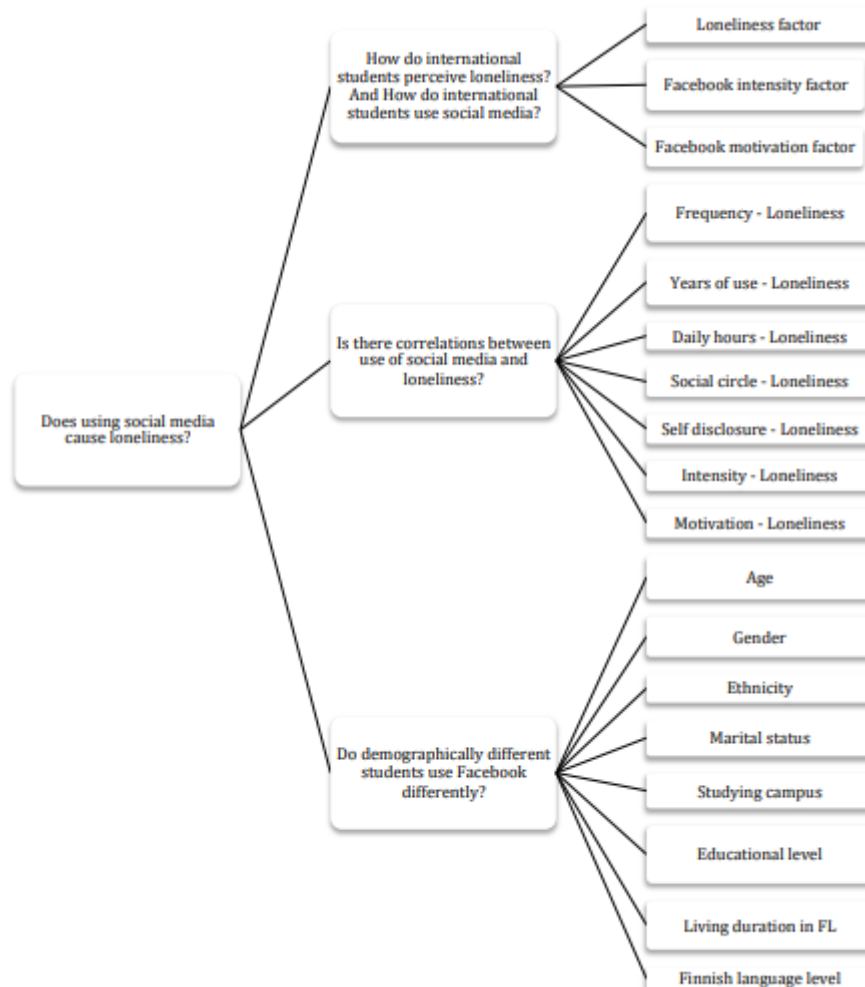 Does using social media
cause loneliness?
How do international
students perceive loneliness?
And How do international
students use social media?
Loneliness factor
Facebook intensity factor
Facebook motivation factor
Is there correlations between
use of social media and
loneliness?
Frequency - Loneliness
Years of use - Loneliness
Daily hours - Loneliness
Social circle - Loneliness
Self disclosure - Loneliness
Intensity - Loneliness
Motivation - Loneliness
Do demographically different
students use Facebook
differently?
Age
Gender
Ethnicity
Marital status
Studying campus
Educational level
Living duration in FL
Finnish language level